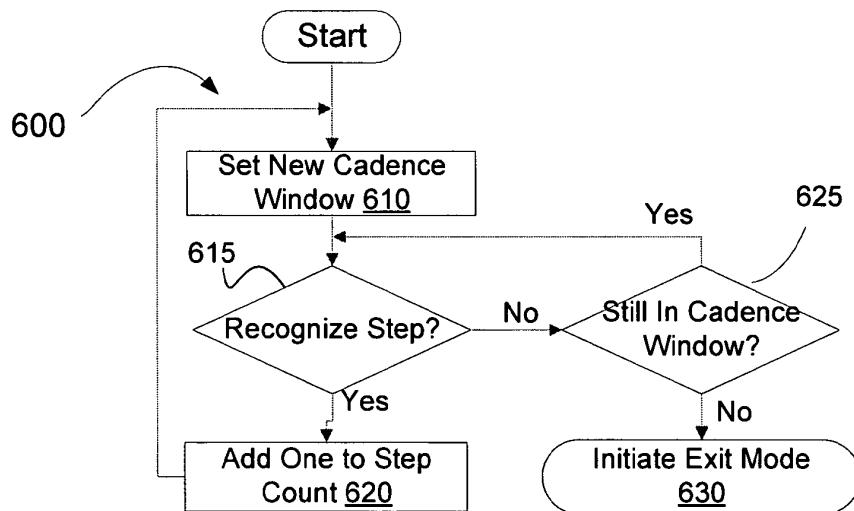 Start
600
Set New Cadence
Window 610
Yes
625
615
Recognize Step?
No
Still In Cadence
Window?
Yes
No
Add One to Step
Count 620
Initiate Exit Mode
630